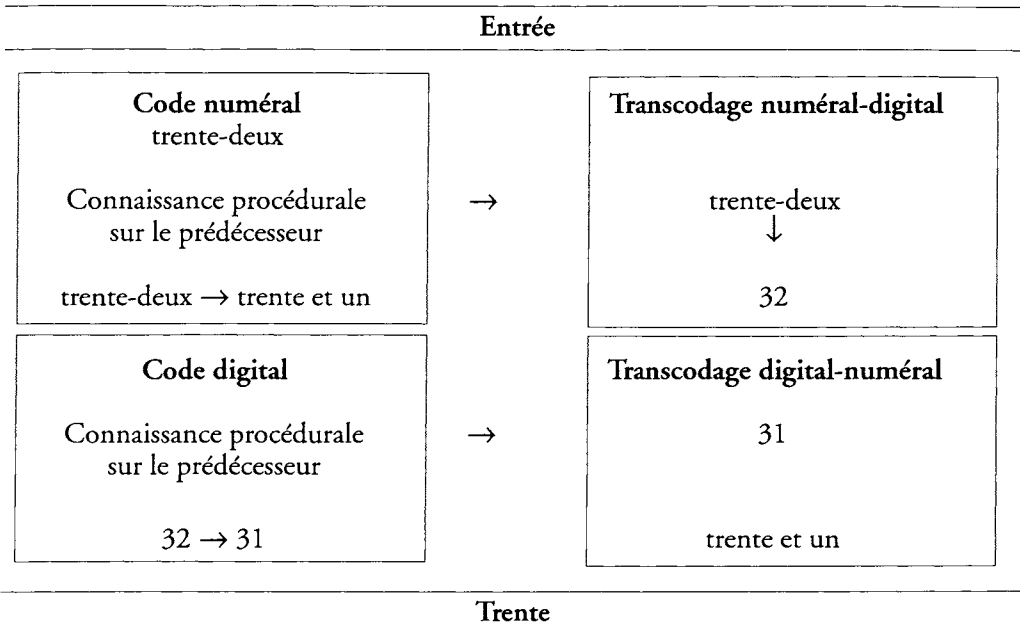 Entrée
Code numéral
trente-deux
Connaissance procédurale
sur le prédécesseur
trente-deux → trente et un
→
Transcodage numéral-digital
trente-deux
↓
32
Code digital
Connaissance procédurale
sur le prédécesseur
32 → 31
→
Transcodage digital-numéral
31
trente et un
Trente